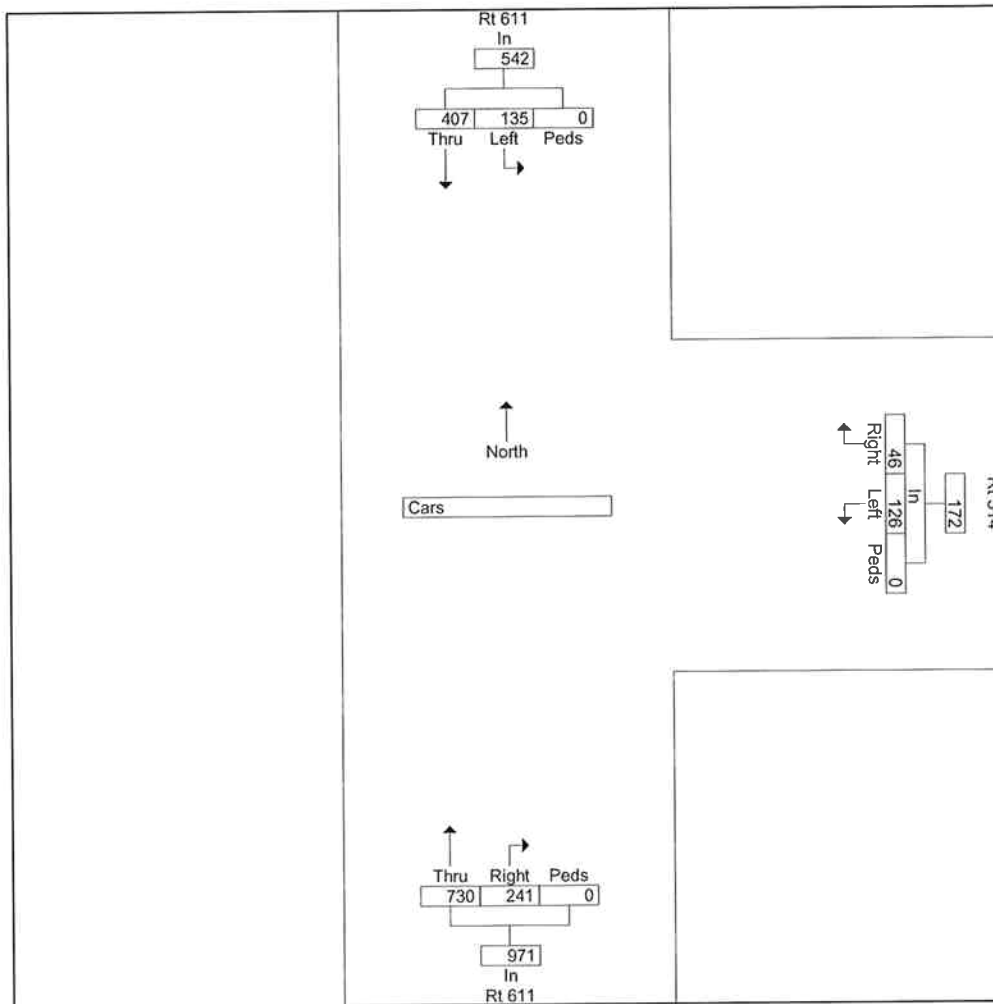 Rt 611
In
542
407 135 0
Thru Left Peds
North
Cars
Right Left Peds
46 126 0
In
172
Thru Right Peds
730 241 0
971
In
Rt 611